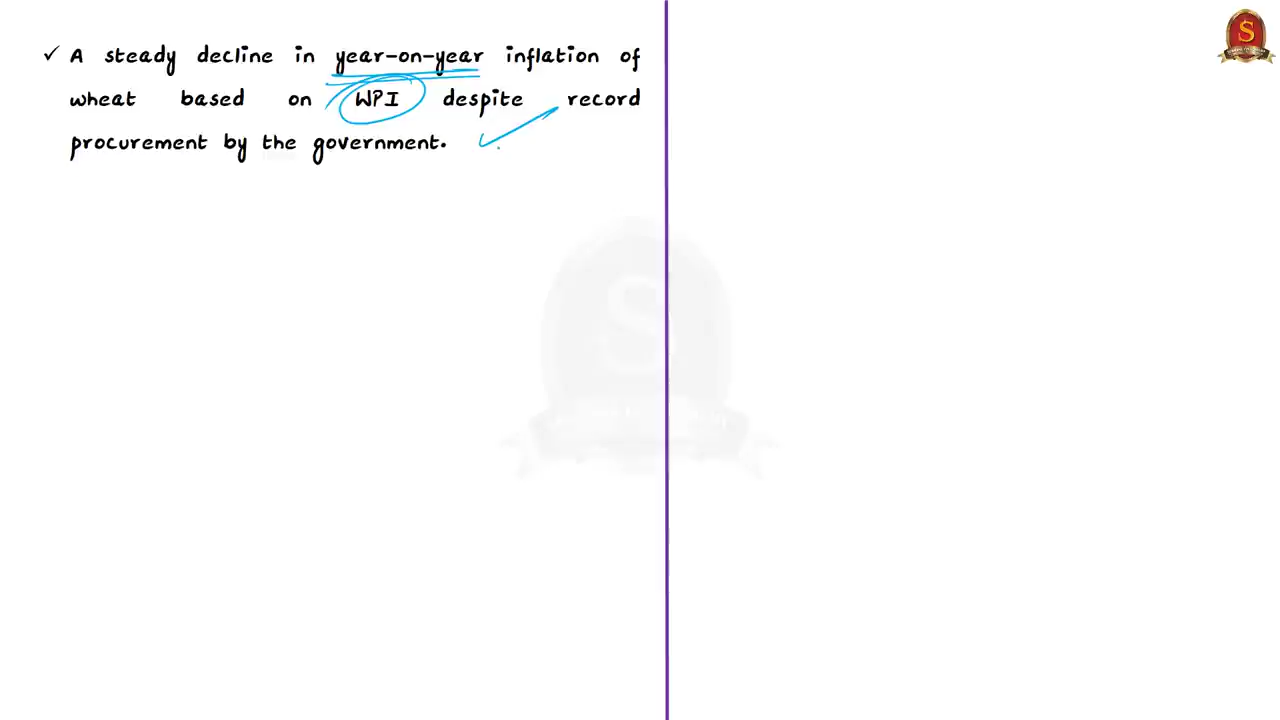 ✓ A steady decline in year-on-year inflation of
wheat based on WPI despite record
procurement by the government.
S
S